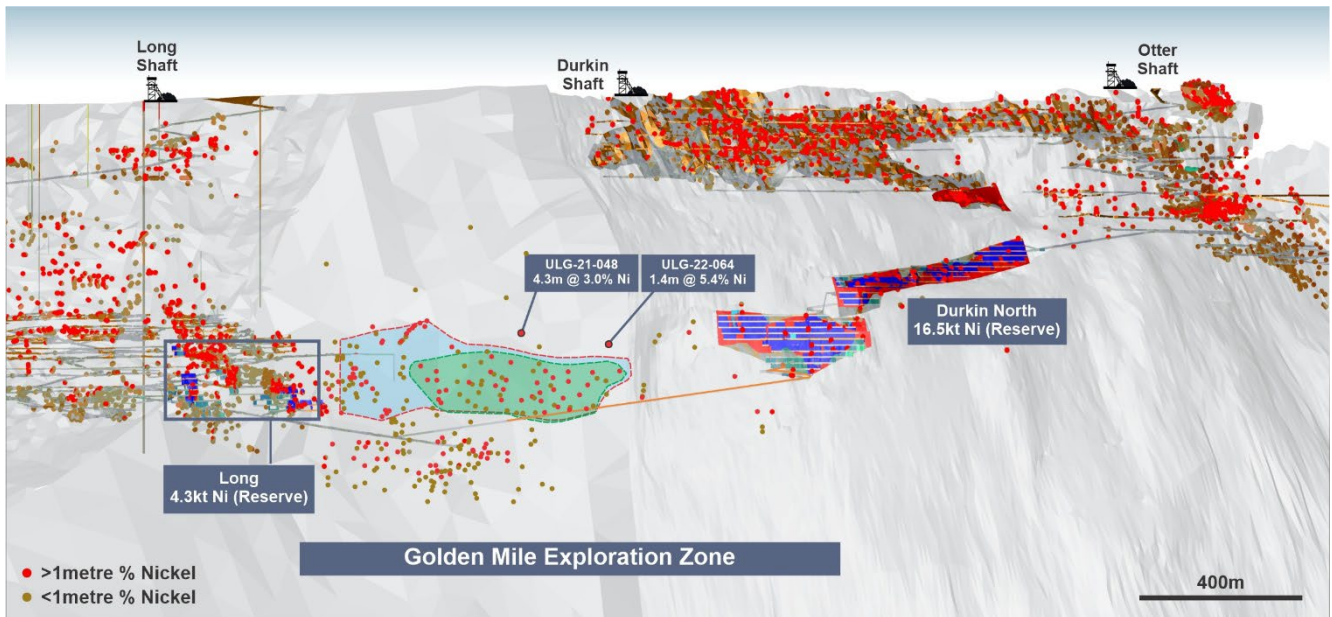 Long
Shaft
Durkin
Shaft
Otter
Shaft
ULG-21-048
4.3m @ 3.0% Ni
ULG-22-064
1.4m @ 5.4% Ni
Durkin North
16.5kt Ni (Reserve)
Long
4.3kt Ni (Reserve)
Golden Mile Exploration Zone
>1metre % Nickel
<1metre % Nickel
400m